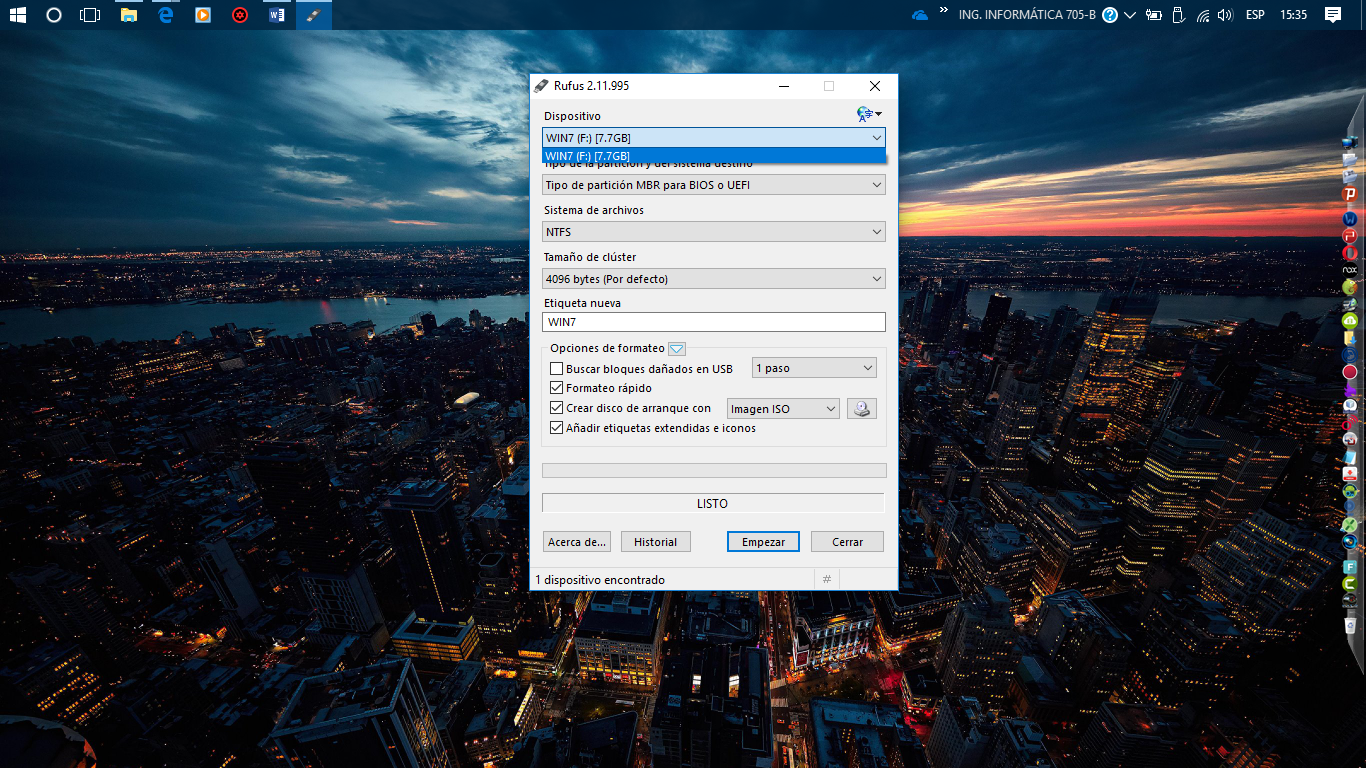 ING. INFORMÁTICA 705-B
ESP
15:35
Rufus 2.11.995
Dispositivo
WIN7 (F:) [7.7GB]
WIN7 (F:) [7.7GB]
Tipo de la partición y del sistema destino
Tipo de partición MBR para BIOS o UEFI
Sistema de archivos
NTFS
Tamaño de clúster
4096 bytes (Por defecto)
Etiqueta nueva
WIN7
Opciones de formateo
Buscar bloques dañados en USB
1 paso
Formateo rápido
Crear disco de arranque con
Imagen ISO
Añadir etiquetas extendidas e iconos
LISTO
Acerca de...
Historial
Empezar
Cerrar
1 dispositivo encontrado
#